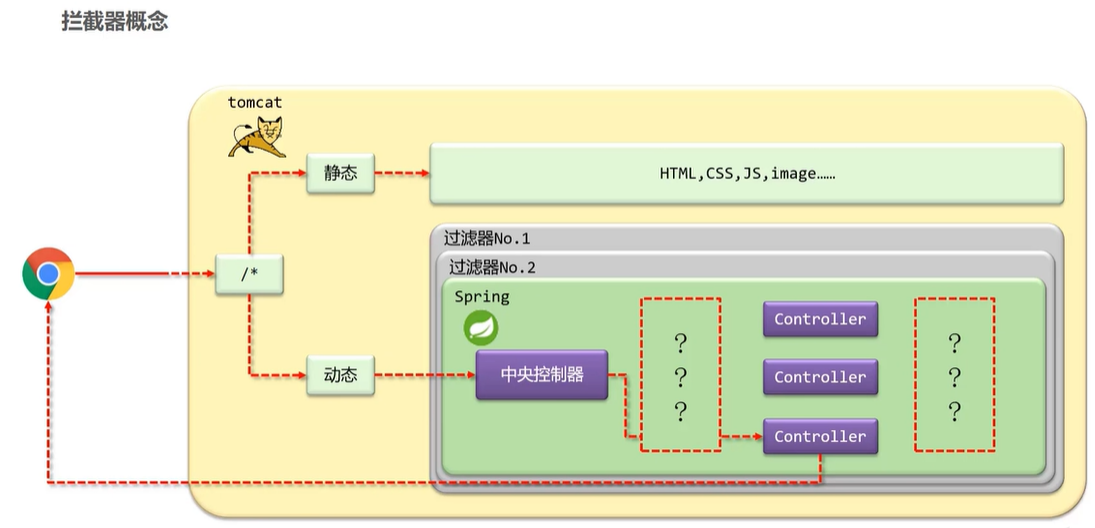 拦截器概念
tomcat
静态
HTML,CSS,JS,image……
/*
过滤器No.1
过滤器No.2
Spring
动态
中央控制器
?
?
?
Controller
Controller
Controller
?
?
?